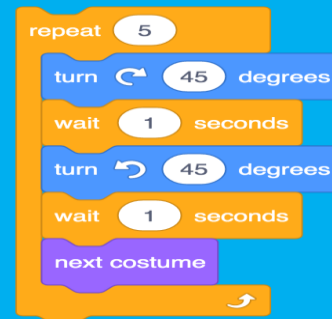 repeat 5
turn 45 degrees
wait 1 seconds
turn 45 degrees
wait 1 seconds
next costume